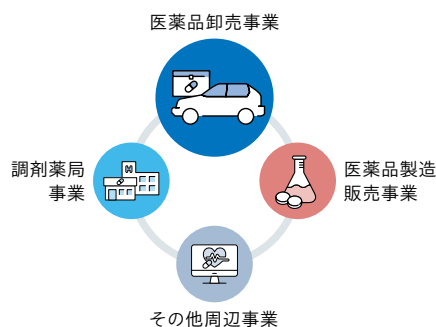 医薬品卸売事業
調剤薬局
事業
医薬品製造
販売事業
その他周辺事業